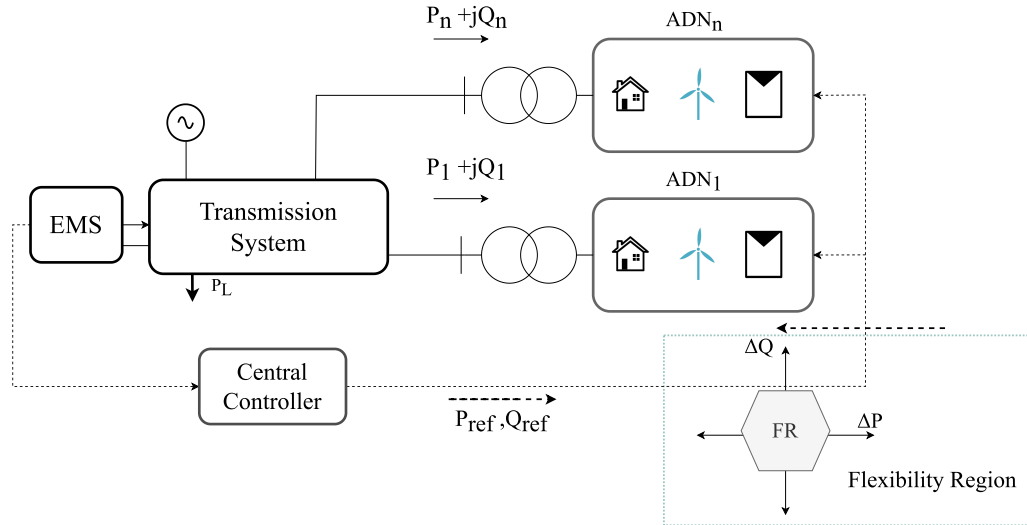 Pn +jQn
ADNn
P1 +jQ1
ADN1
EMS
Transmission
System
PL
Central
Controller
Pref ,Qref
ΔQ
FR
ΔP
Flexibility Region